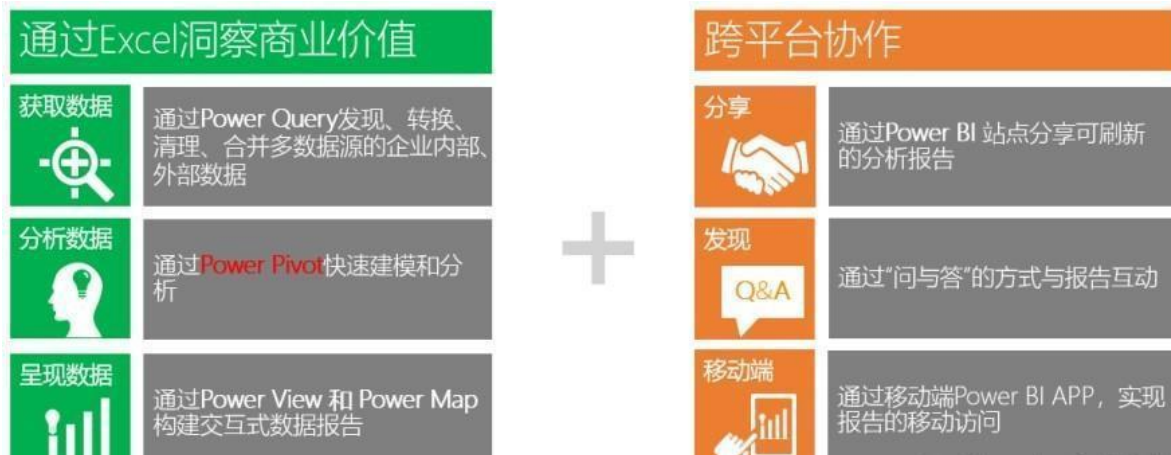 通过Excel洞察商业价值
获取数据
通过Power Query发现、转换、
清理、合并多数据源的企业内部、
外部数据
分析数据
通过Power Pivot快速建模和分
析
呈现数据
通过Power View 和 Power Map
构建交互式数据报告
跨平台协作
分享
通过Power BI 站点分享可刷新
的分析报告
发现
Q&A
通过“问与答”的方式与报告互动
移动端
通过移动端Power BI APP，实现
报告的移动访问